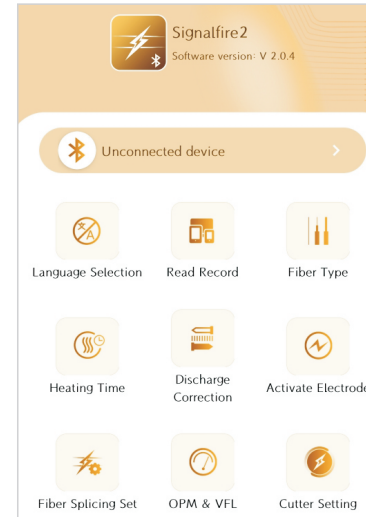 Signalfire2
Software version: V 2.0.4
Unconnected device
Language Selection
Read Record
Fiber Type
Heating Time
Discharge
Correction
Activate Electrode
Fiber Splicing Set
OPM & VFL
Cutter Setting